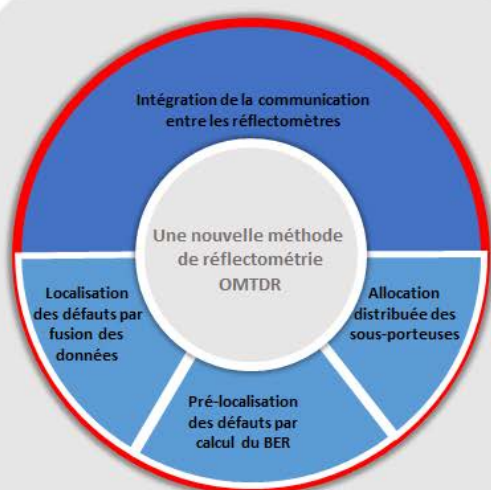 Intégration de la communication
entre les réflectomètres
Une nouvelle méthode
de réflectométrie
OMTDR
Localisation
des défauts par
fusion des
données
Allocation
distribuée des
sous-porteuses
Pré-localisation
des défauts par
calcul du BER